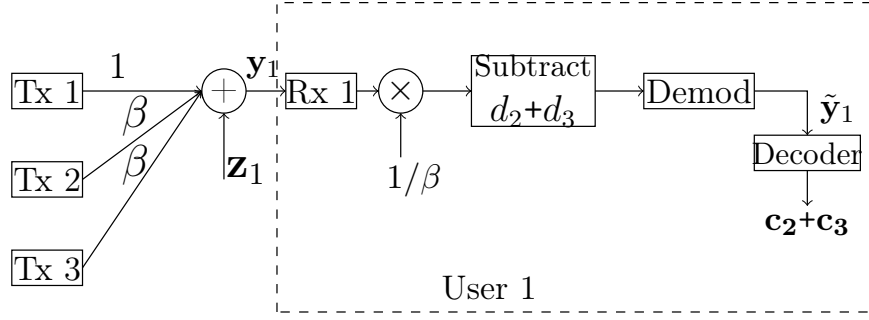 Tx 1
Tx 2
Tx 3
1
β
β
+
z₁
y₁
Rx 1
×
1/β
Subtract
d₂+d₃
Demod
ỹ₁
Decoder
c₂+c₃
User 1